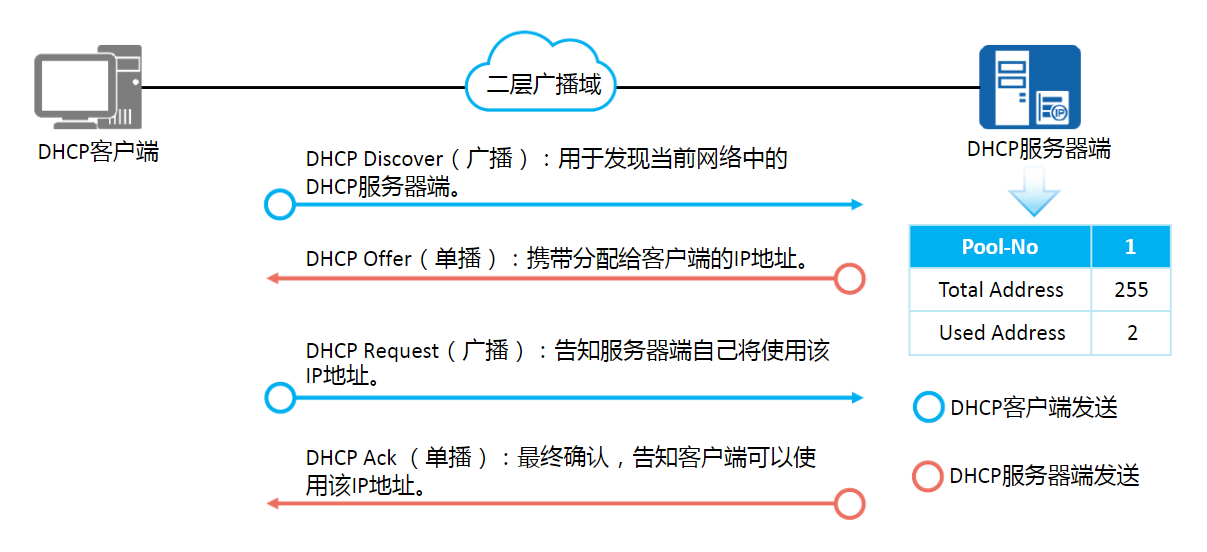 二层广播域
DHCP客户端
DHCP服务器端
DHCP Discover（广播）：用于发现当前网络中的
DHCP服务器端。
DHCP Offer（单播）：携带分配给客户端的IP地址。
DHCP Request（广播）：告知服务器端自己将使用该
IP地址。
DHCP Ack （单播）：最终确认，告知客户端可以使
用该IP地址。
IP
Pool-No 1
Total Address 255
Used Address 2
DHCP客户端发送
DHCP服务器端发送